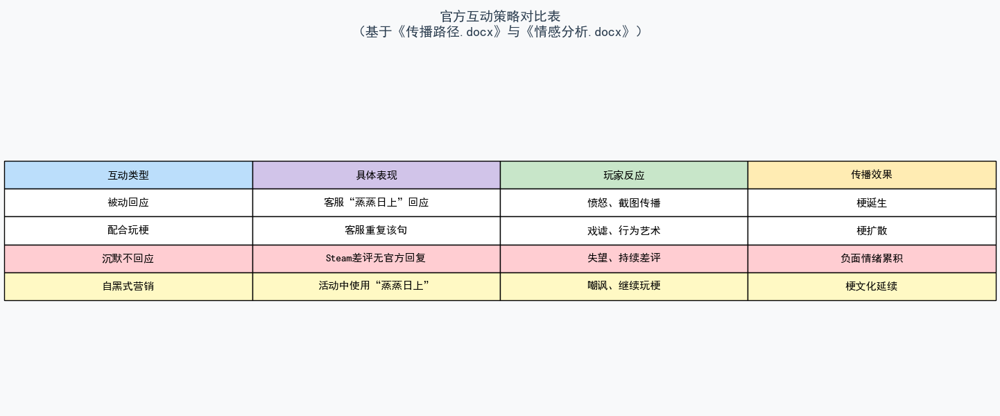 官方互动策略对比表
（基于《传播路径.docx》与《情感分析.docx》）
互动类型 具体表现 玩家反应 传播效果
被动回应 客服“蒸蒸日上”回应 愤怒、截图传播 梗诞生
配合玩梗 客服重复该句 戏谑、行为艺术 梗扩散
沉默不回应 Steam差评无官方回复 失望、持续差评 负面情绪累积
自黑式营销 活动中使用“蒸蒸日上” 嘲讽、继续玩梗 梗文化延续